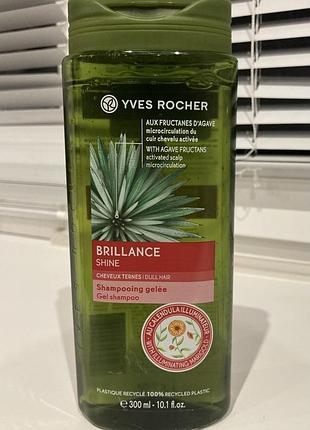 YVES ROCHER
AUX FRUCTANES D'AGAVE
microcirculation du
cuir chevelu activée
WITH AGAVE FRUCTANS
activated scalp
microcirculation
BRILLANCE
SHINE
CHEVEUX TERNES | DULL HAIR
Shampooing gelée
Gel shampoo
AU CALENDULA ILLUMINATEUR
WITH ILLUMINATING MARIGOLD
PLASTIQUE RECYCLÉ 100% RECYCLED PLASTIC
e 300 ml - 10.1 fl.oz.